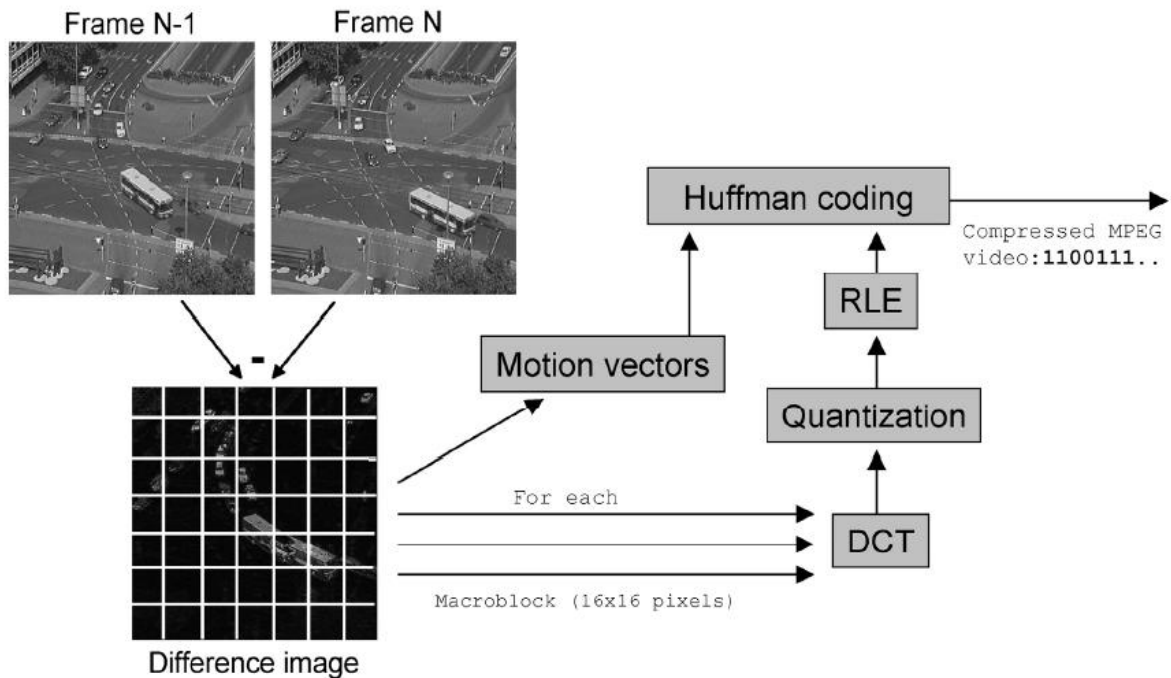 Frame N-1
Frame N
-
Huffman coding
Compressed MPEG
video:1100111..
RLE
Motion vectors
Quantization
For each
DCT
Macroblock (16x16 pixels)
Difference image